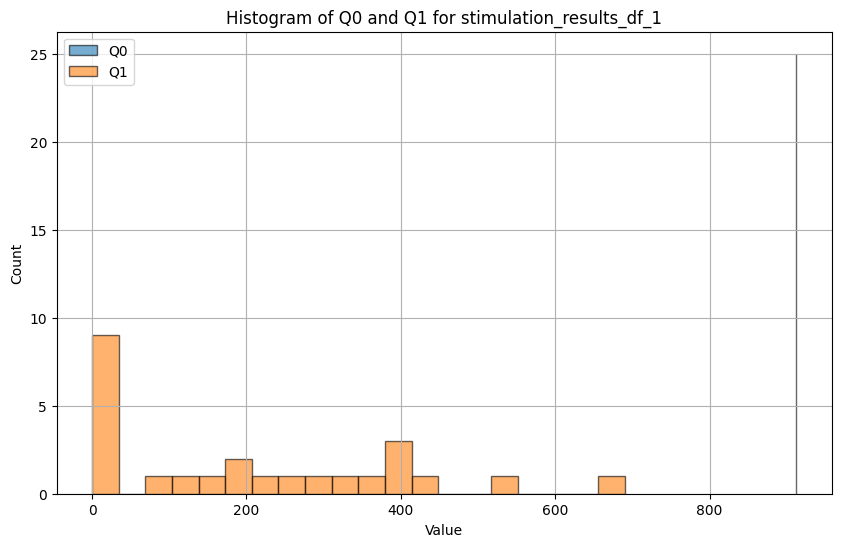 Histogram of Q0 and Q1 for stimulation_results_df_1
Q0
Q1
25
20
15
10
5
0
Count
0 200 400 600 800
Value